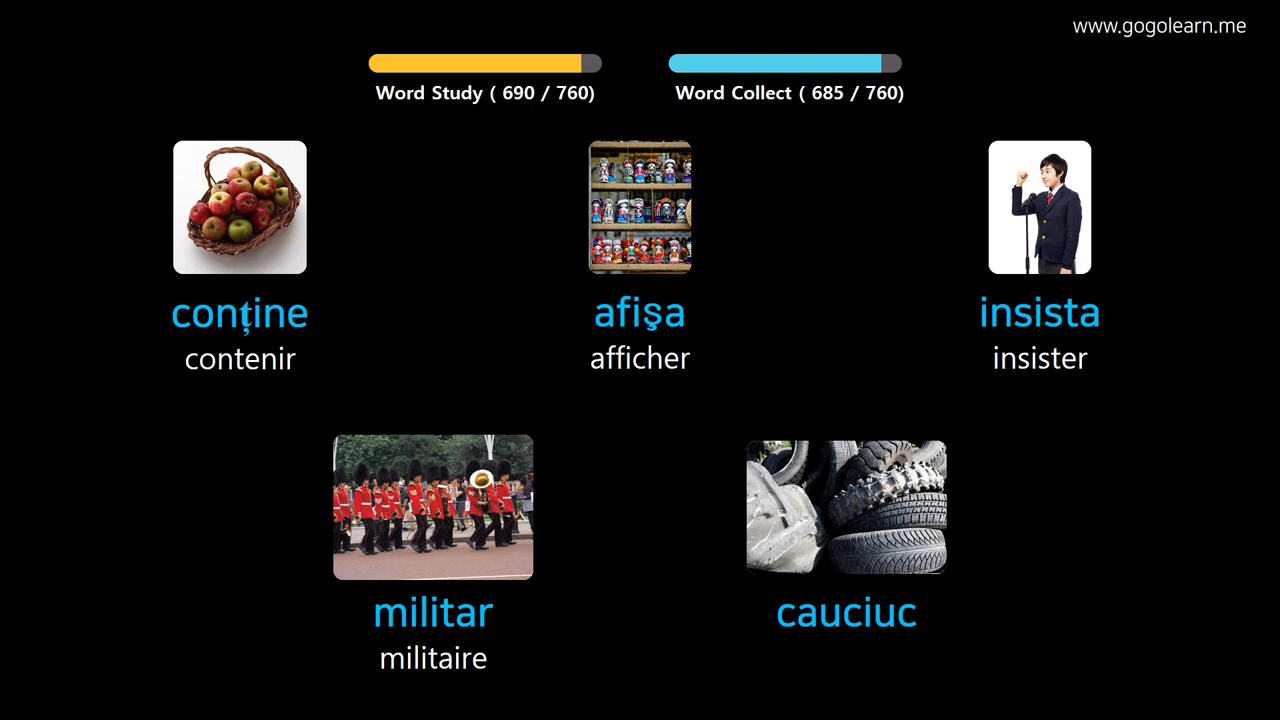 www.gogolearn.me
Word Study ( 690 / 760)
Word Collect ( 685 / 760)
conține
afişa
insista
contenir
afficher
insister
militar
cauciuc
militaire